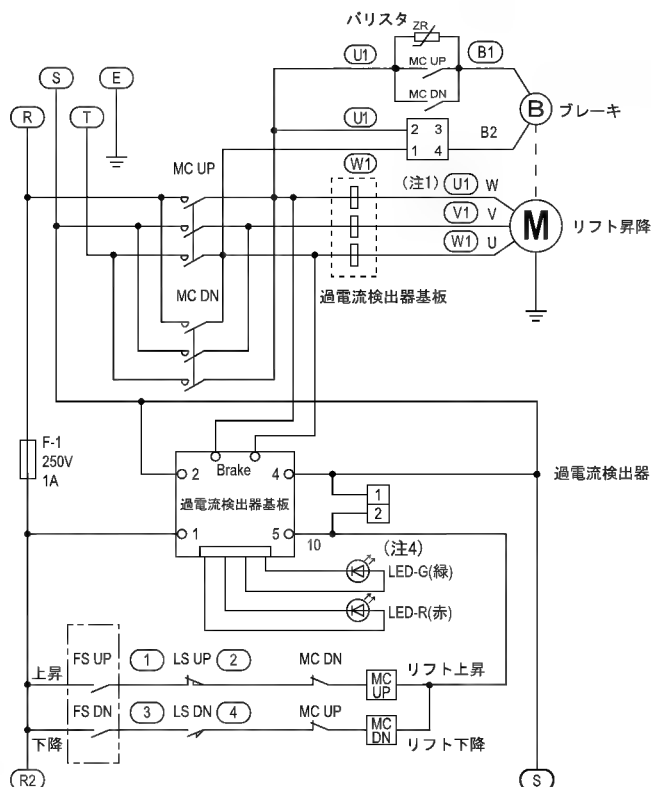 バリスタ
ZR
U1
MC UP
B1
MC DN
B
ブレーキ
S
E
R
T
U1
2 3
1 4
B2
MC UP
W1
(注1)
U1
W
V1
V
W1
U
M
リフト昇降
過電流検出器基板
MC DN
F-1
250V
1A
Brake
2
4
過電流検出器基板
1
5
10
過電流検出器
1
2
(注4)
LED-G(緑)
LED-R(赤)
上昇
FS UP
1
LS UP
2
MC DN
MC
UP
リフト上昇
下降
FS DN
3
LS DN
4
MC UP
MC
DN
リフト下降
R2
S